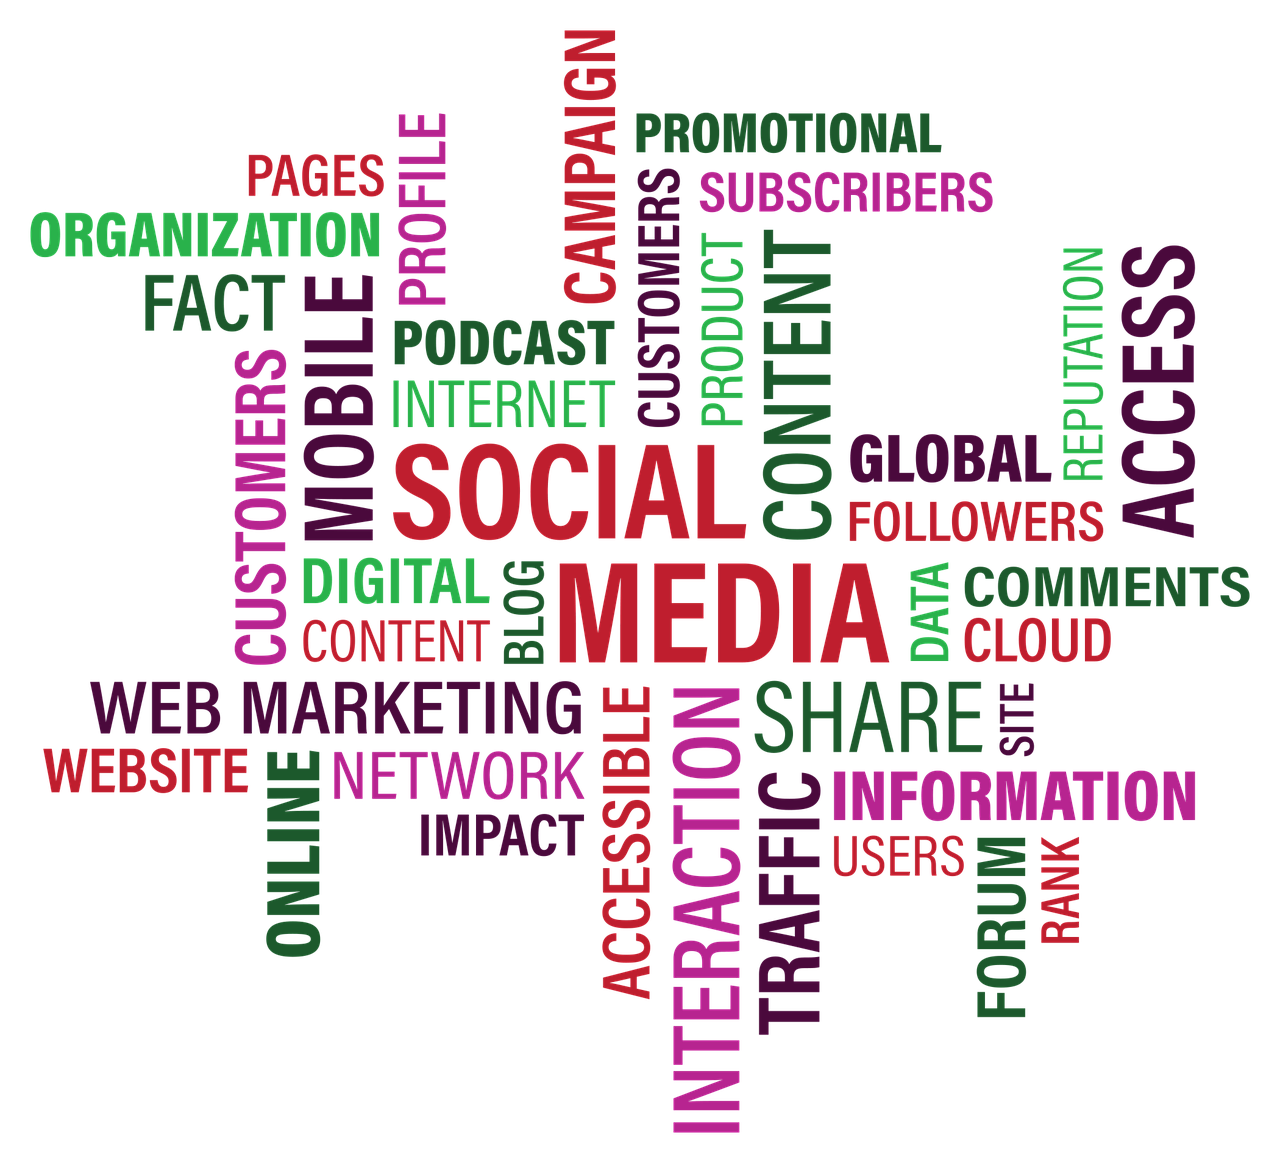 CAMPAIGN
PROMOTIONAL
PROFILE
PAGES
CUSTOMERS
SUBSCRIBERS
ORGANIZATION
PRODUCT
CONTENT
REPUTATION
ACCESS
FACT
MOBILE
PODCAST
CUSTOMERS
INTERNET
SOCIAL
GLOBAL
FOLLOWERS
DIGITAL
BLOG
MEDIA
DATA
COMMENTS
CONTENT
CLOUD
WEB MARKETING
ACCESSIBLE
INTERACTION
SHARE
SITE
WEBSITE
ONLINE
NETWORK
TRAFFIC
INFORMATION
IMPACT
USERS
FORUM
RANK